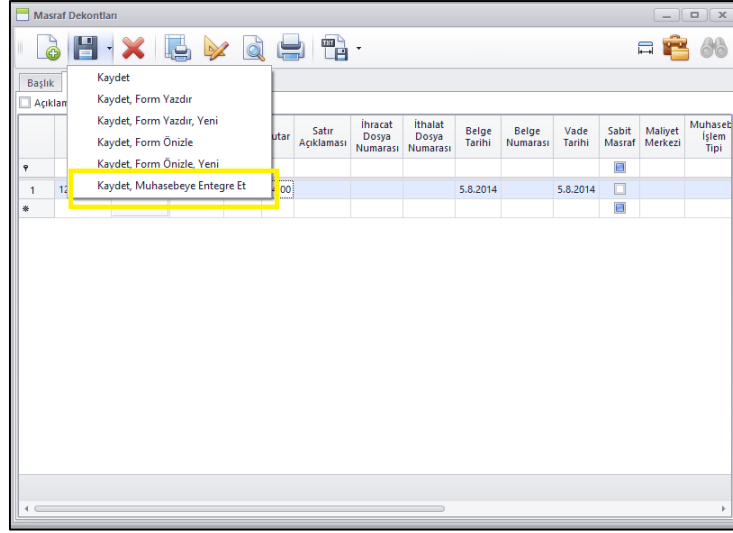 Masraf Dekontları
TXT
Başlık
Açıklam
Kaydet
Kaydet, Form Yazdır
Kaydet, Form Yazdır, Yeni
Kaydet, Form Önizle
Kaydet, Form Önizle, Yeni
Kaydet, Muhasebeye Entegre Et
utar
Satır Açıklaması
İhracat Dosya Numarası
İthalat Dosya Numarası
Belge Tarihi
Belge Numarası
Vade Tarihi
Sabit Masraf
Maliyet Merkezi
Muhaseb İşlem Tipi
1 12 00 5.8.2014 5.8.2014